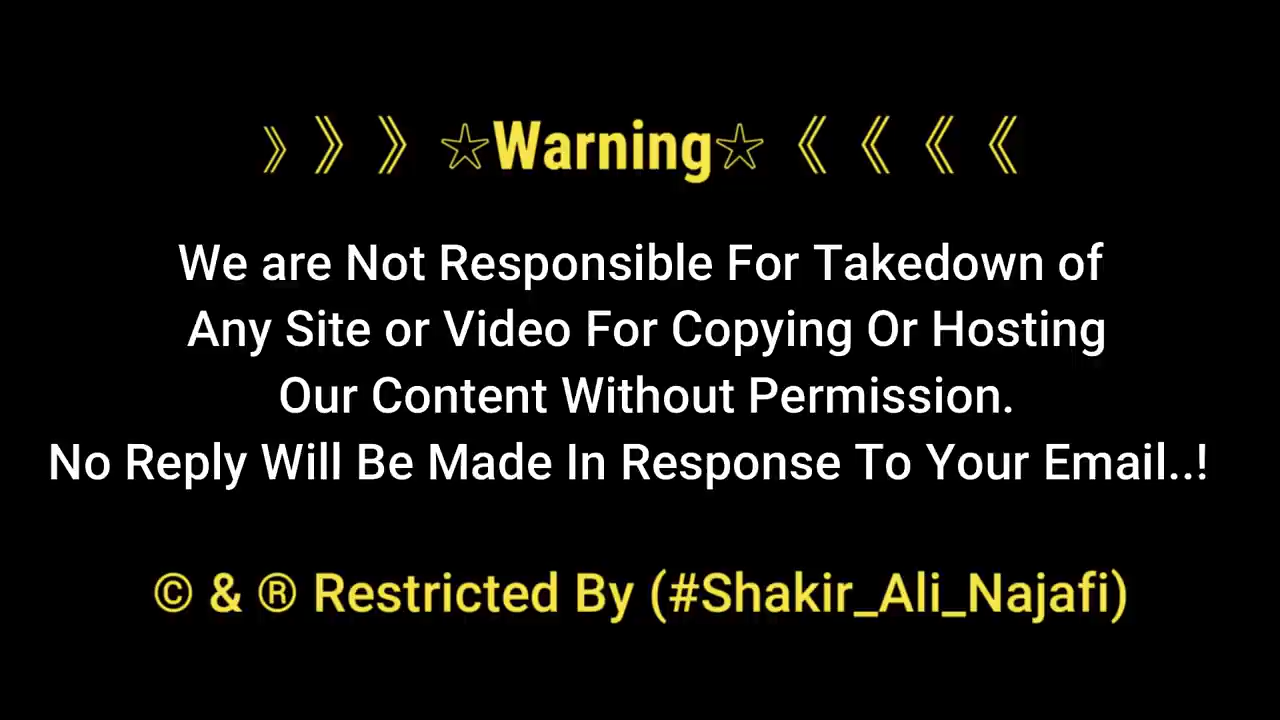 》》》☆Warning☆《《《《
We are Not Responsible For Takedown of
Any Site or Video For Copying Or Hosting
Our Content Without Permission.
No Reply Will Be Made In Response To Your Email..!
© & ® Restricted By (#Shakir_Ali_Najafi)